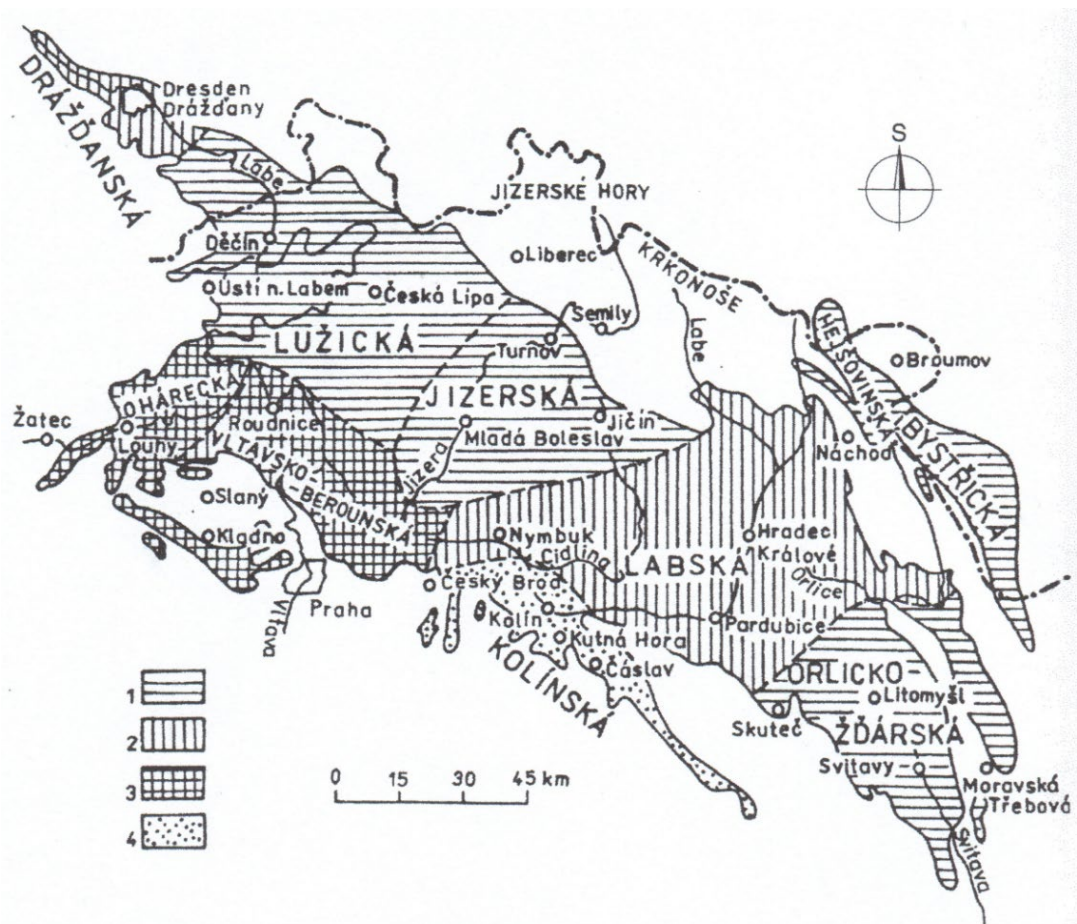 DRÁŽĎANSKÁ
Dresden
Drážďany
Labe
S
JIZERSKÉ HORY
Děčín
Liberec
KRKONOŠE
Ústí n. Labem
Česká Lípa
Semily
Labe
HEJŠOVINSKÁ
Broumov
LUŽICKÁ
Turnov
OHÁRECKÁ
JIZERSKÁ
BYSTŘICKÁ
Žatec
Roudnice
Jičín
Louny
Mladá Boleslav
Náchod
VLTAVSKO-
-BEROUNSKÁ
Jizera
Slaný
Kladno
Nymbuk
Cidlina
Hradec
Králové
LABSKÁ
Orlice
Český Brod
Praha
Vltava
Kolín
Pardubice
Kutná Hora
KOLÍNSKÁ
Čáslav
ORLICKO-
Litomyšl
Skuteč
ŽĎÁRSKÁ
Svitavy
Moravská
Třebová
Svitava
1
2
3
4
0 15 30 45 km